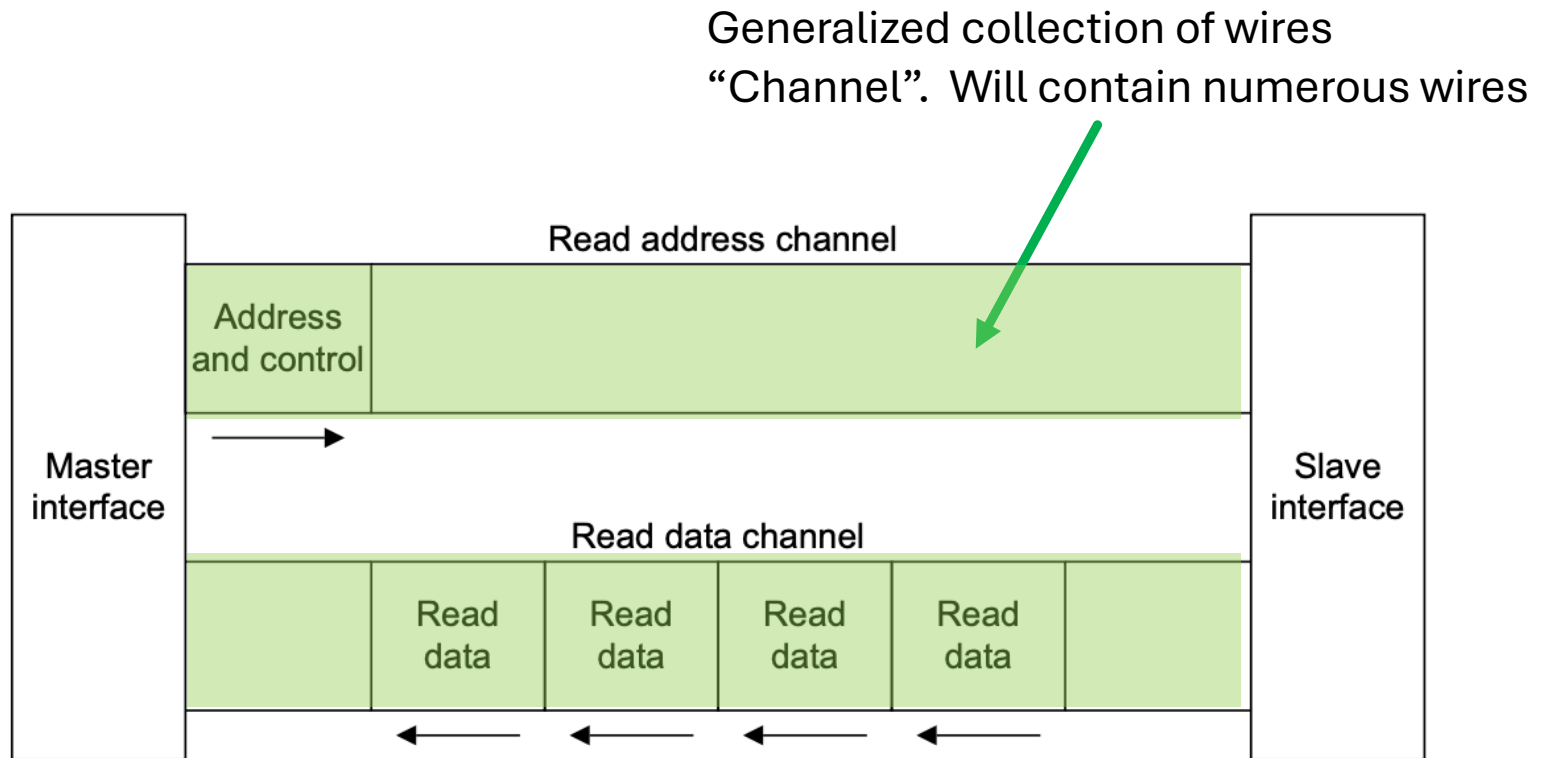 Generalized collection of wires
“Channel”.  Will contain numerous wires
Read address channel
Address
and control
Master
interface
Slave
interface
Read data channel
Read
data
Read
data
Read
data
Read
data